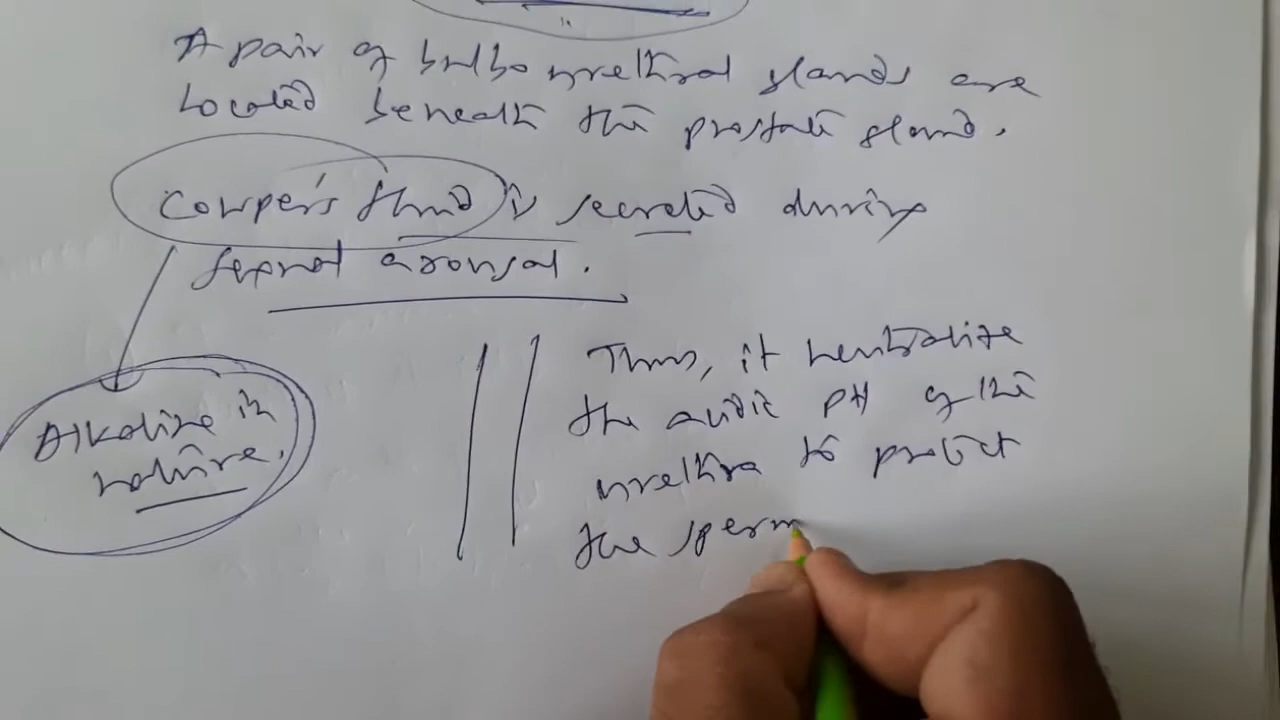 A pair of bulbo urethral glands are
located beneath the prostate gland.
Cowper's fluid is secreted during
sexual arousal.
Alkaline in
nature.
Thus, it neutralize
the acidic pH of the
urethra to protect
the sperm